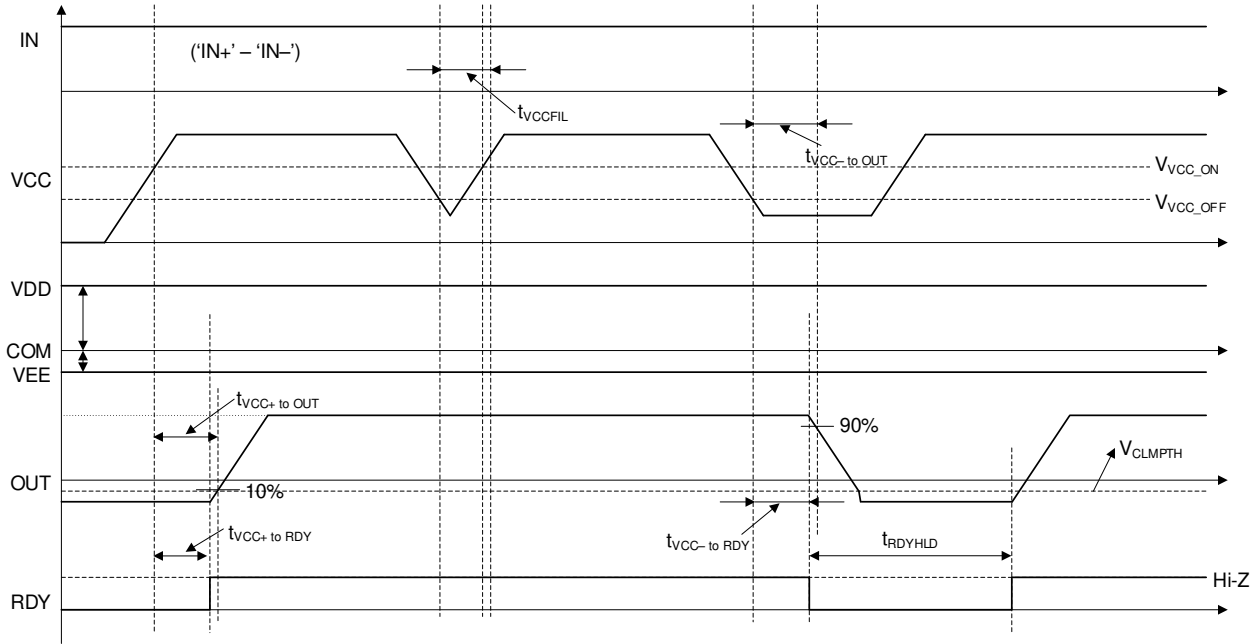 IN
('IN+' – 'IN–')
tVCCFIL
tVCC– to OUT
VVCC_ON
VCC
VVCC_OFF
VDD
COM
VEE
tVCC+ to OUT
90%
VCLMPTH
OUT
10%
tVCC+ to RDY
tVCC– to RDY
tRDYHLD
Hi-Z
RDY